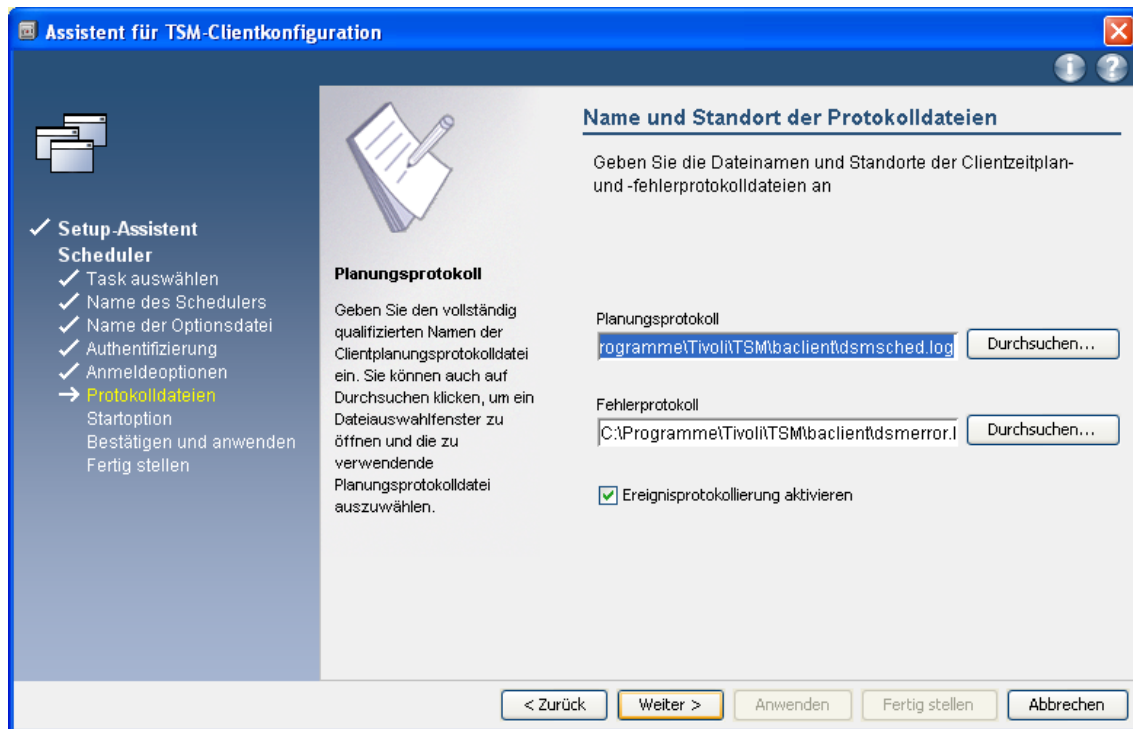 Assistent für TSM-Clientkonfiguration
Setup-Assistent
Scheduler
Task auswählen
Name des Schedulers
Name der Optionsdatei
Authentifizierung
Anmeldeoptionen
Protokolldateien
Startoption
Bestätigen und anwenden
Fertig stellen
Planungsprotokoll
Geben Sie den vollständig
qualifizierten Namen der
Clientplanungsprotokolldatei
ein. Sie können auch auf
Durchsuchen klicken, um ein
Dateiauswahlfenster zu
öffnen und die zu
verwendende
Planungsprotokolldatei
auszuwählen.
Name und Standort der Protokolldateien
Geben Sie die Dateinamen und Standorte der Clientzeitplan-
und -fehlerprotokolldateien an
Planungsprotokoll
rogramme\Tivoli\TSM\baclient\dsmsched.log
Durchsuchen...
Fehlerprotokoll
C:\Programme\Tivoli\TSM\baclient\dsmerror.l
Durchsuchen...
Ereignisprotokollierung aktivieren
< Zurück
Weiter >
Anwenden
Fertig stellen
Abbrechen